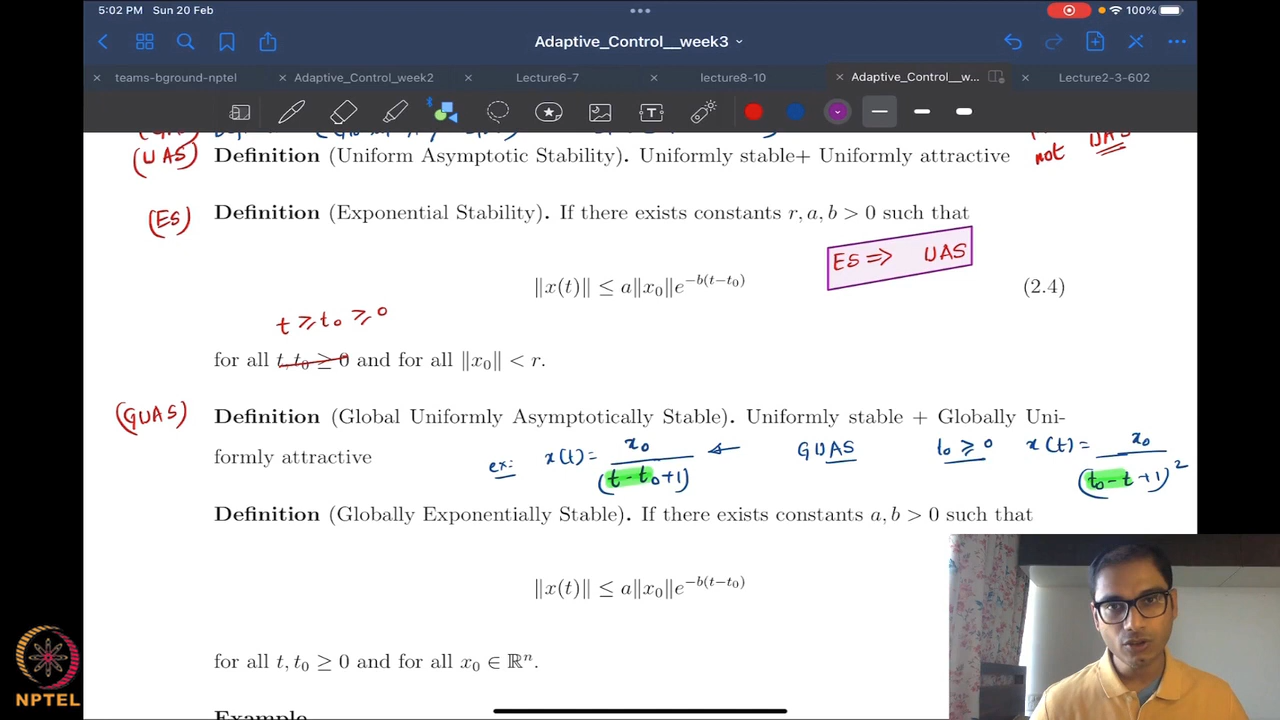 5:02 PM Sun 20 Feb
100%
Adaptive_Control__week3
teams-bground-nptel
Adaptive_Control_week2
Lecture6-7
lecture8-10
Adaptive_Control__w...
Lecture2-3-602
(UAS) Definition (Uniform Asymptotic Stability). Uniformly stable+ Uniformly attractive
not UAS
(ES) Definition (Exponential Stability). If there exists constants r, a, b > 0 such that
ES ⇒ UAS
‖x(t)‖ ≤ a‖x₀‖e^{−b(t−t₀)} (2.4)
t ≥ t₀ ≥ 0
for all t, t₀ ≥ 0 and for all ‖x₀‖ < r.
(GUAS) Definition (Global Uniformly Asymptotically Stable). Uniformly stable + Globally Uni-
formly attractive
ex: x(t) = x₀/(t − t₀+1) ← GUAS t₀ ≥ 0 x(t) = x₀/(t₀ − t +1)²
Definition (Globally Exponentially Stable). If there exists constants a, b > 0 such that
‖x(t)‖ ≤ a‖x₀‖e^{−b(t−t₀)}
for all t, t₀ ≥ 0 and for all x₀ ∈ ℝⁿ.
NPTEL
Example